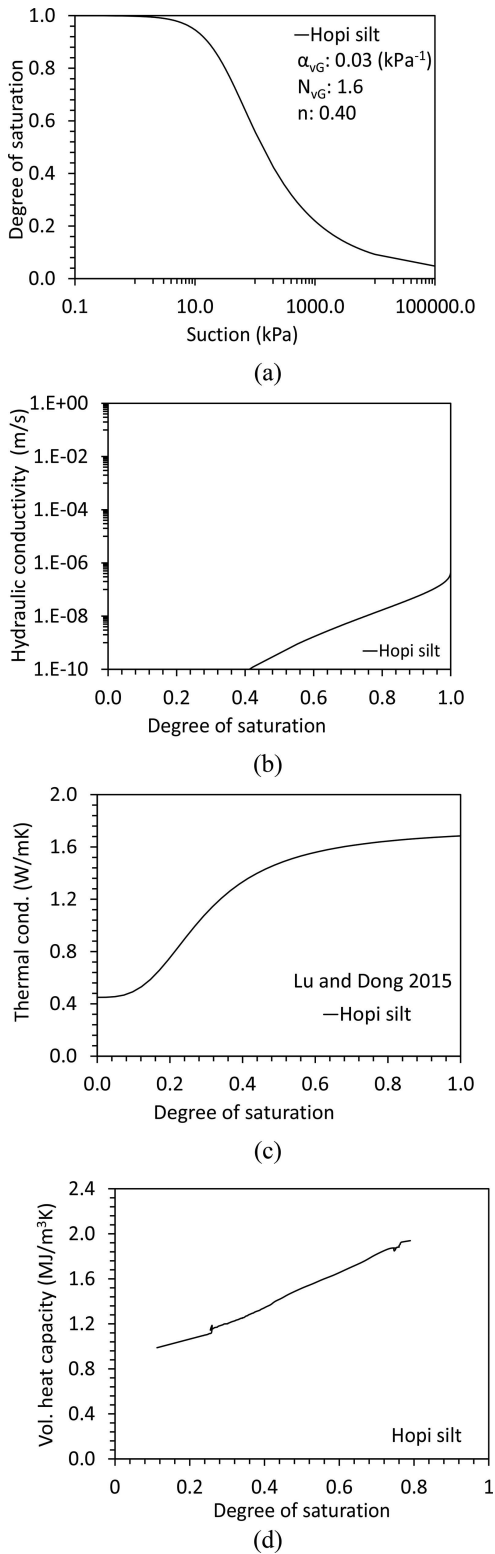 1.0
0.8
0.6
0.4
0.2
0.0
Degree of saturation
—Hopi silt
αvG: 0.03 (kPa-1)
NvG: 1.6
n: 0.40
0.1 10.0 1000.0 100000.0
Suction (kPa)
(a)
1.E+00
1.E-02
1.E-04
1.E-06
1.E-08
1.E-10
Hydraulic conductivity (m/s)
—Hopi silt
0.0 0.2 0.4 0.6 0.8 1.0
Degree of saturation
(b)
2.0
1.6
1.2
0.8
0.4
0.0
Thermal cond. (W/mK)
Lu and Dong 2015
—Hopi silt
0.0 0.2 0.4 0.6 0.8 1.0
Degree of saturation
(c)
2.4
2.0
1.6
1.2
0.8
0.4
0.0
Vol. heat capacity (MJ/m3K)
Hopi silt
0 0.2 0.4 0.6 0.8 1
Degree of saturation
(d)